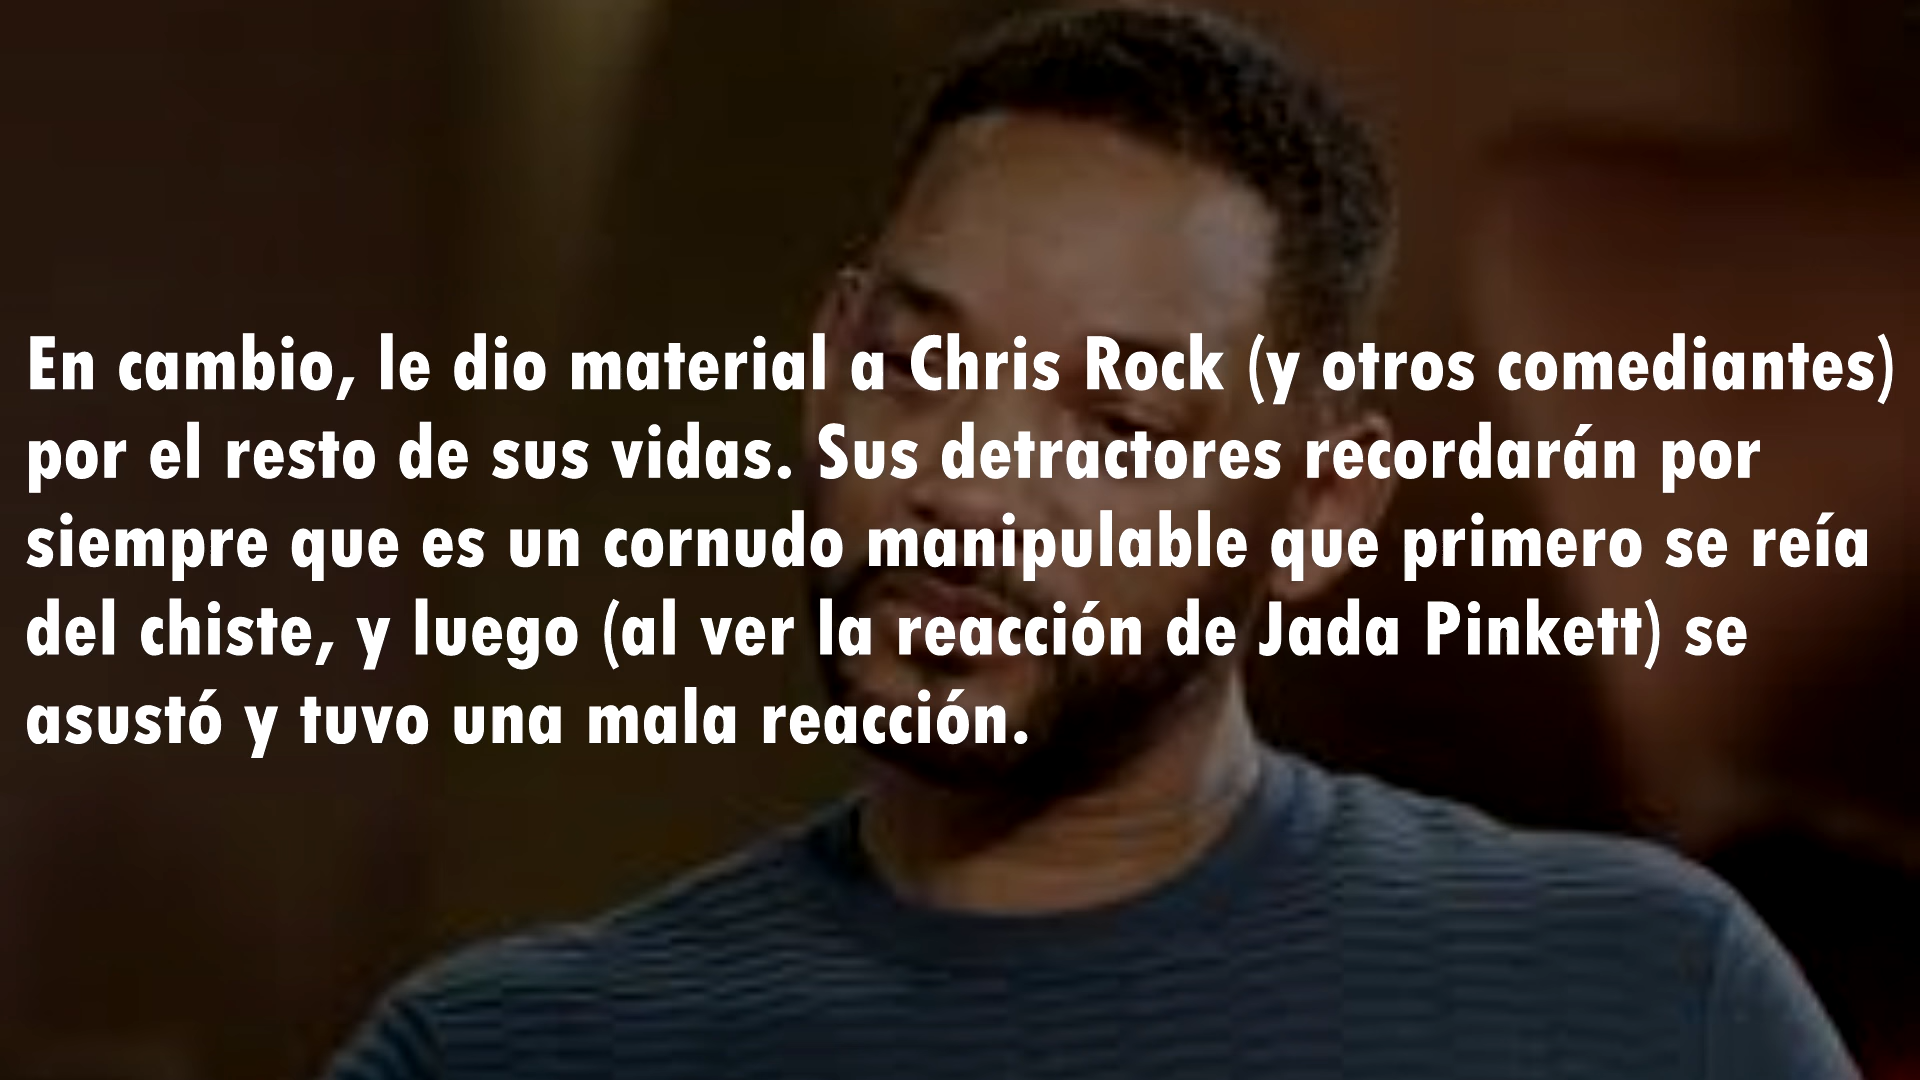 En cambio, le dio material a Chris Rock (y otros comediantes)
por el resto de sus vidas. Sus detractores recordarán por
siempre que es un cornudo manipulable que primero se reía
del chiste, y luego (al ver la reacción de Jada Pinkett) se
asustó y tuvo una mala reacción.